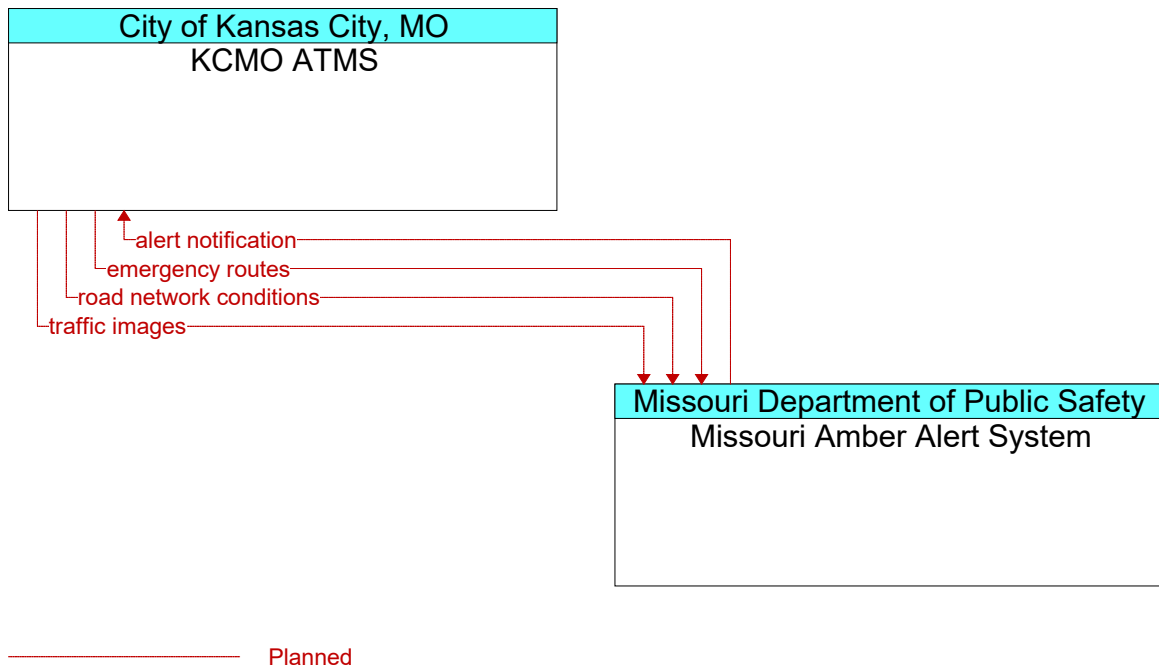 City of Kansas City, MO
KCMO ATMS
alert notification
emergency routes
road network conditions
traffic images
Missouri Department of Public Safety
Missouri Amber Alert System
Planned